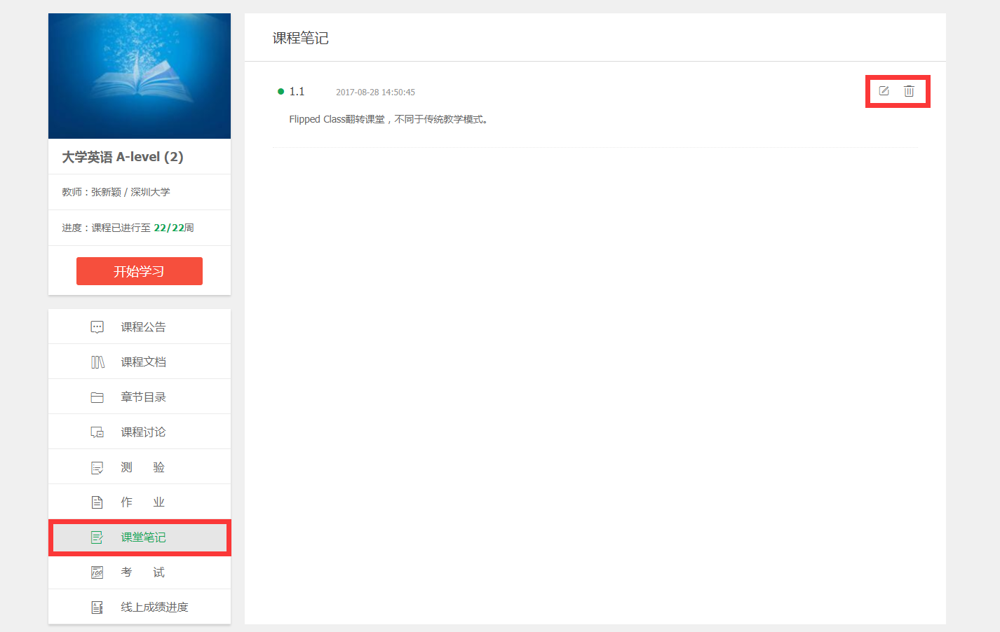 大学英语 A-level (2)
教师：张新颖 / 深圳大学
进度：课程已进行至 22/22周
开始学习
课程公告
课程文档
章节目录
课程讨论
测 验
作 业
课堂笔记
考 试
线上成绩进度
课程笔记
1.1 2017-08-28 14:50:45
Flipped Class翻转课堂，不同于传统教学模式。